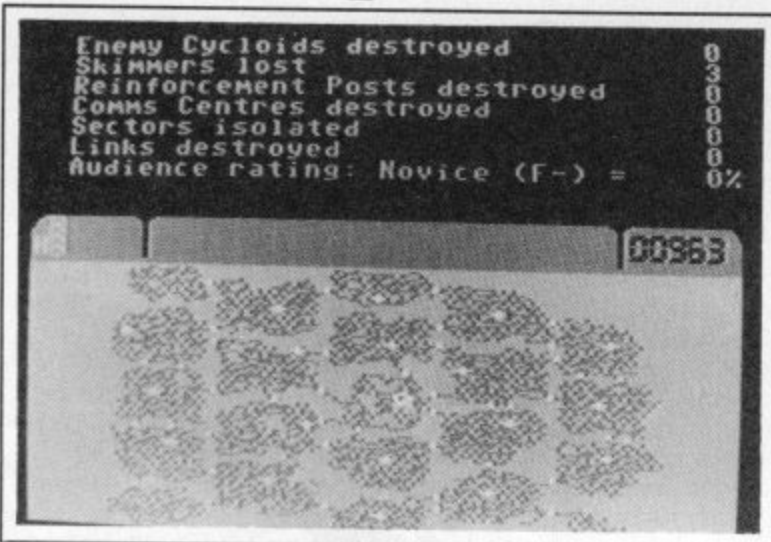 Enemy Cycloids destroyed 0
Skimmers lost 3
Reinforcement Posts destroyed 0
Comms Centres destroyed 0
Sectors isolated 0
Links destroyed 0
Audience rating: Novice (F-) = 0%
00963